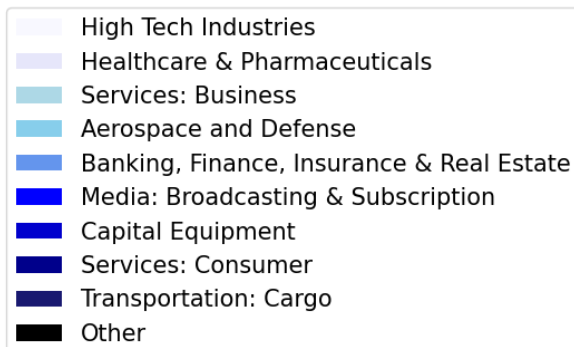 High Tech Industries
Healthcare & Pharmaceuticals
Services: Business
Aerospace and Defense
Banking, Finance, Insurance & Real Estate
Media: Broadcasting & Subscription
Capital Equipment
Services: Consumer
Transportation: Cargo
Other